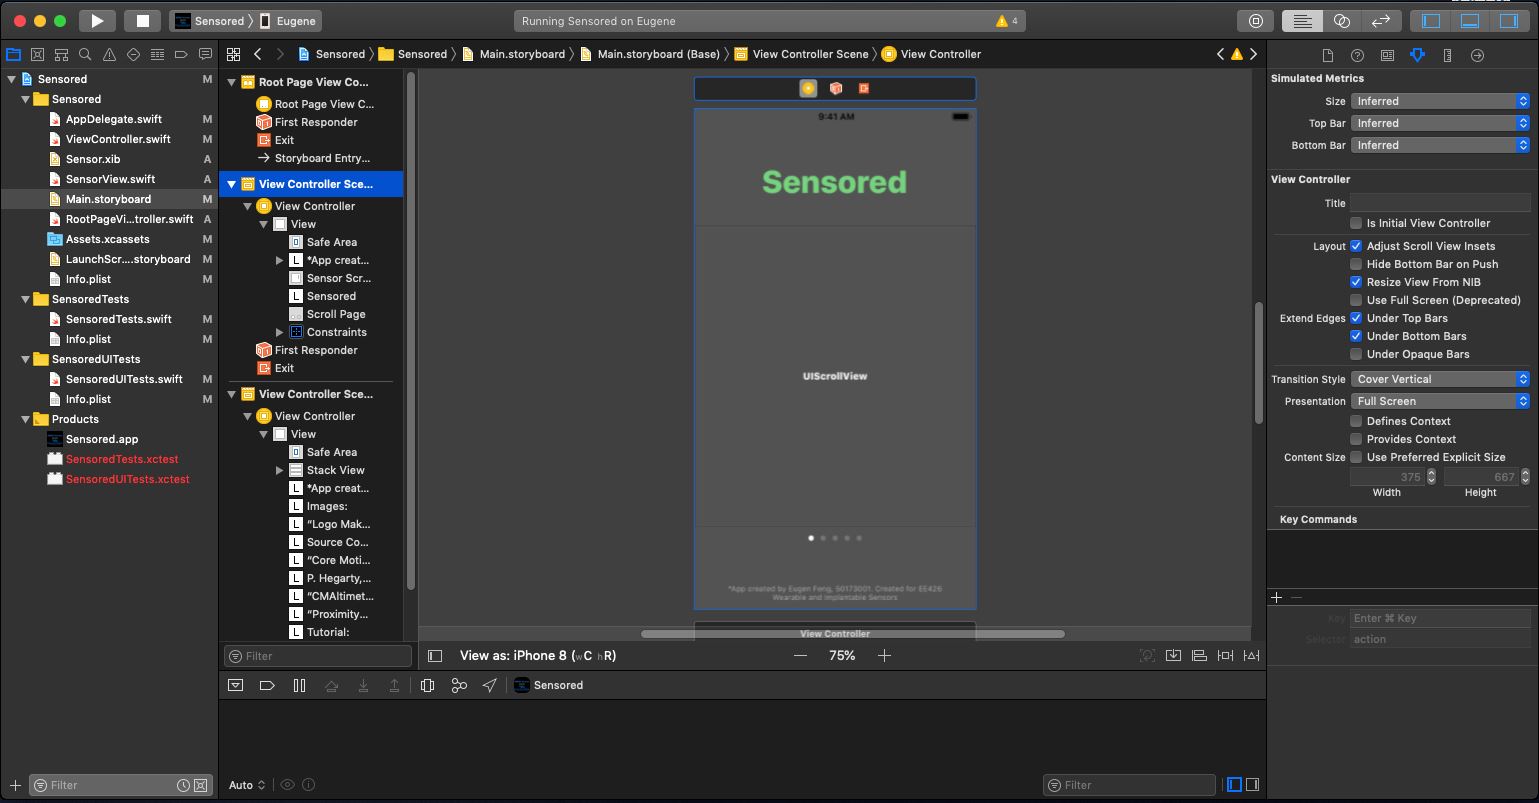 Sensored
Eugene
Running Sensored on Eugene
4
Sensored
Sensored
Main.storyboard
Main.storyboard (Base)
View Controller Scene
View Controller
Sensored M
Sensored
AppDelegate.swift M
ViewController.swift M
Sensor.xib A
SensorView.swift A
Main.storyboard M
RootPageVi...troller.swift A
Assets.xcassets M
LaunchScr....storyboard M
Info.plist M
SensoredTests
SensoredTests.swift M
Info.plist M
SensoredUITests
SensoredUITests.swift M
Info.plist M
Products
Sensored.app
SensoredTests.xctest
SensoredUITests.xctest
Filter
Root Page View Co...
Root Page View C...
First Responder
Exit
Storyboard Entry...
View Controller Sce...
View Controller
View
Safe Area
L *App creat...
Sensor Scr...
L Sensored
Scroll Page
Constraints
First Responder
Exit
View Controller Sce...
View Controller
View
Safe Area
Stack View
L *App creat...
L Images:
L "Logo Mak...
L Source Co...
L "Core Moti...
L P. Hegarty,...
L "CMAltimet...
L "Proximity...
L Tutorial:
Filter
9:41 AM
Sensored
UIScrollView
*App created by Eugen Feng, 50173001. Created for EE426
Wearable and Implantable Sensors
View Controller
View as: iPhone 8 (wC hR)
75%
Sensored
Auto
Filter
Simulated Metrics
Size Inferred
Top Bar Inferred
Bottom Bar Inferred
View Controller
Title
Is Initial View Controller
Layout Adjust Scroll View Insets
Hide Bottom Bar on Push
Resize View From NIB
Use Full Screen (Deprecated)
Extend Edges Under Top Bars
Under Bottom Bars
Under Opaque Bars
Transition Style Cover Vertical
Presentation Full Screen
Defines Context
Provides Context
Content Size Use Preferred Explicit Size
375 667
Width Height
Key Commands
Key Enter ⌘ Key
Selector action